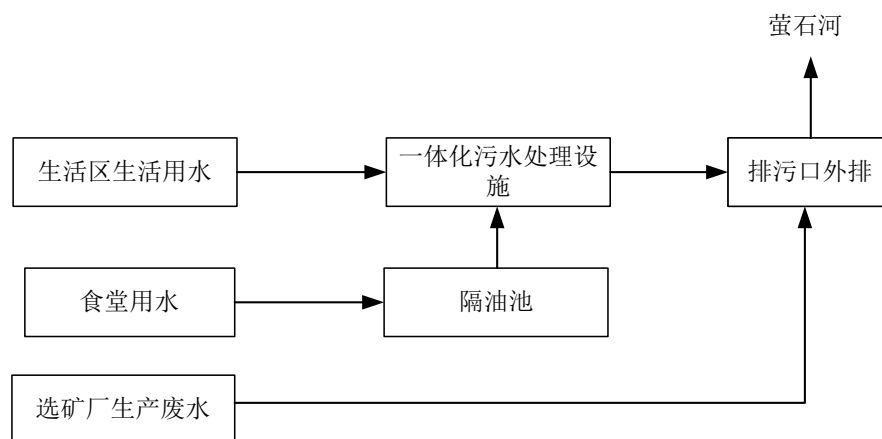 萤石河
生活区生活用水
一体化污水处理设
施
排污口外排
食堂用水
隔油池
选矿厂生产废水